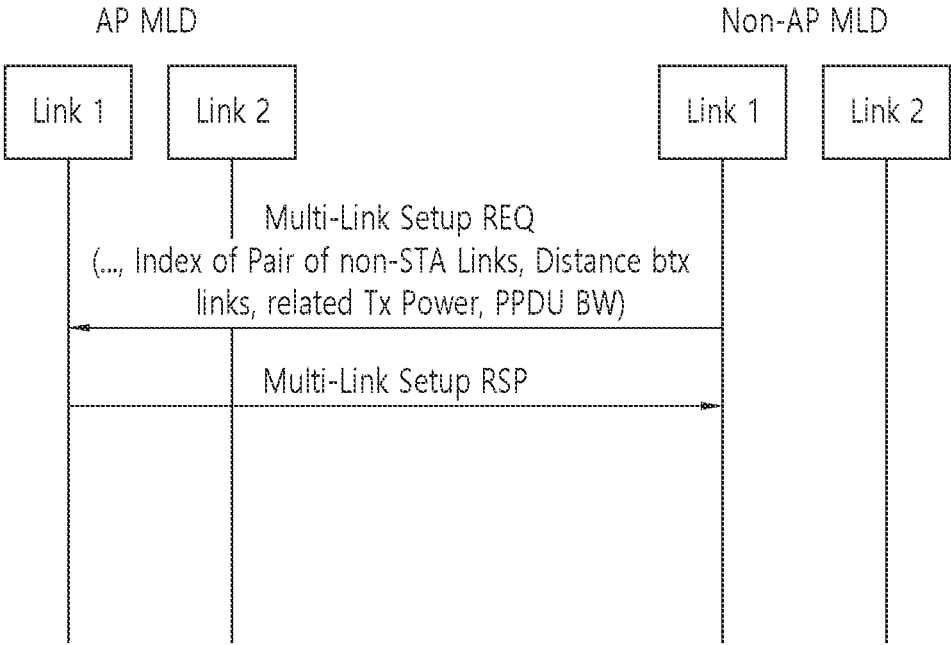 AP MLD
Non-AP MLD
Link 1
Link 2
Link 1
Link 2
Multi-Link Setup REQ
(..., Index of Pair of non-STA Links, Distance btx
links, related Tx Power, PPDU BW)
Multi-Link Setup RSP